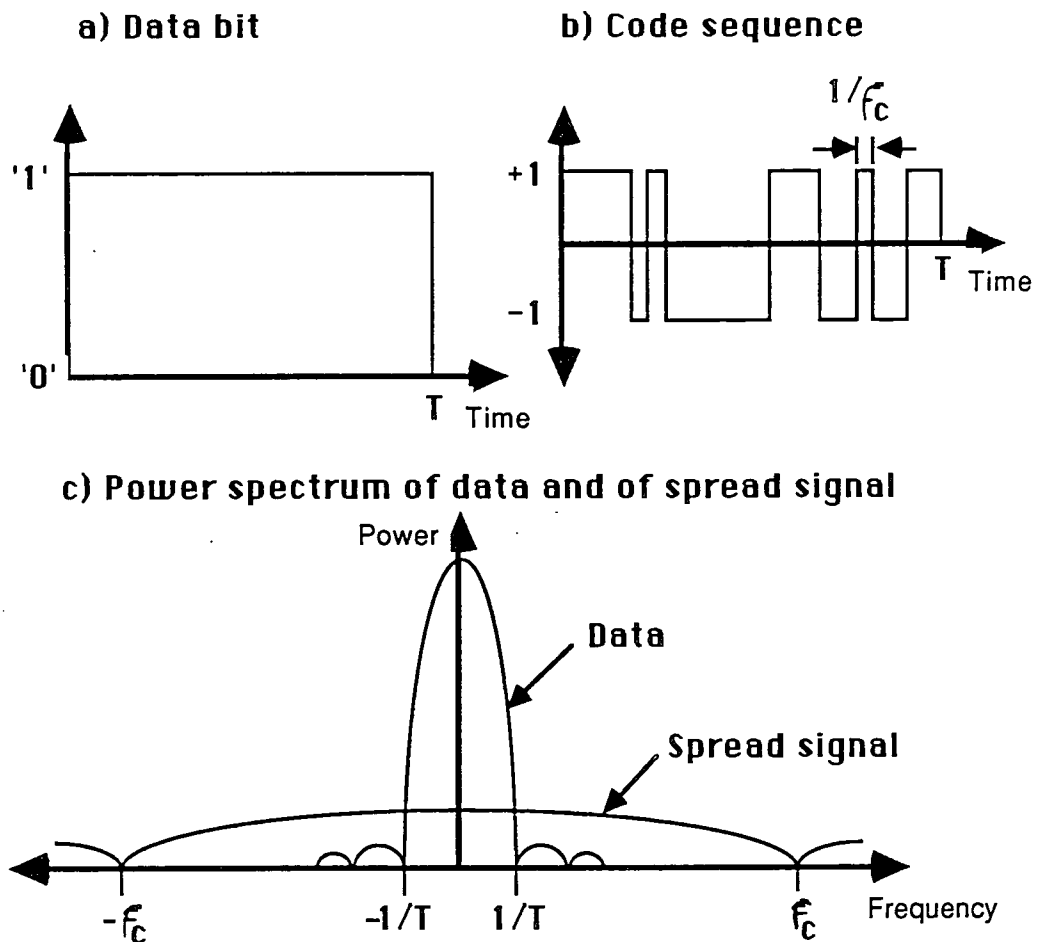 a) Data bit
b) Code sequence
'1'
'0'
T Time
1/fc
+1
-1
T Time
c) Power spectrum of data and of spread signal
Power
Data
Spread signal
-fc -1/T 1/T fc Frequency